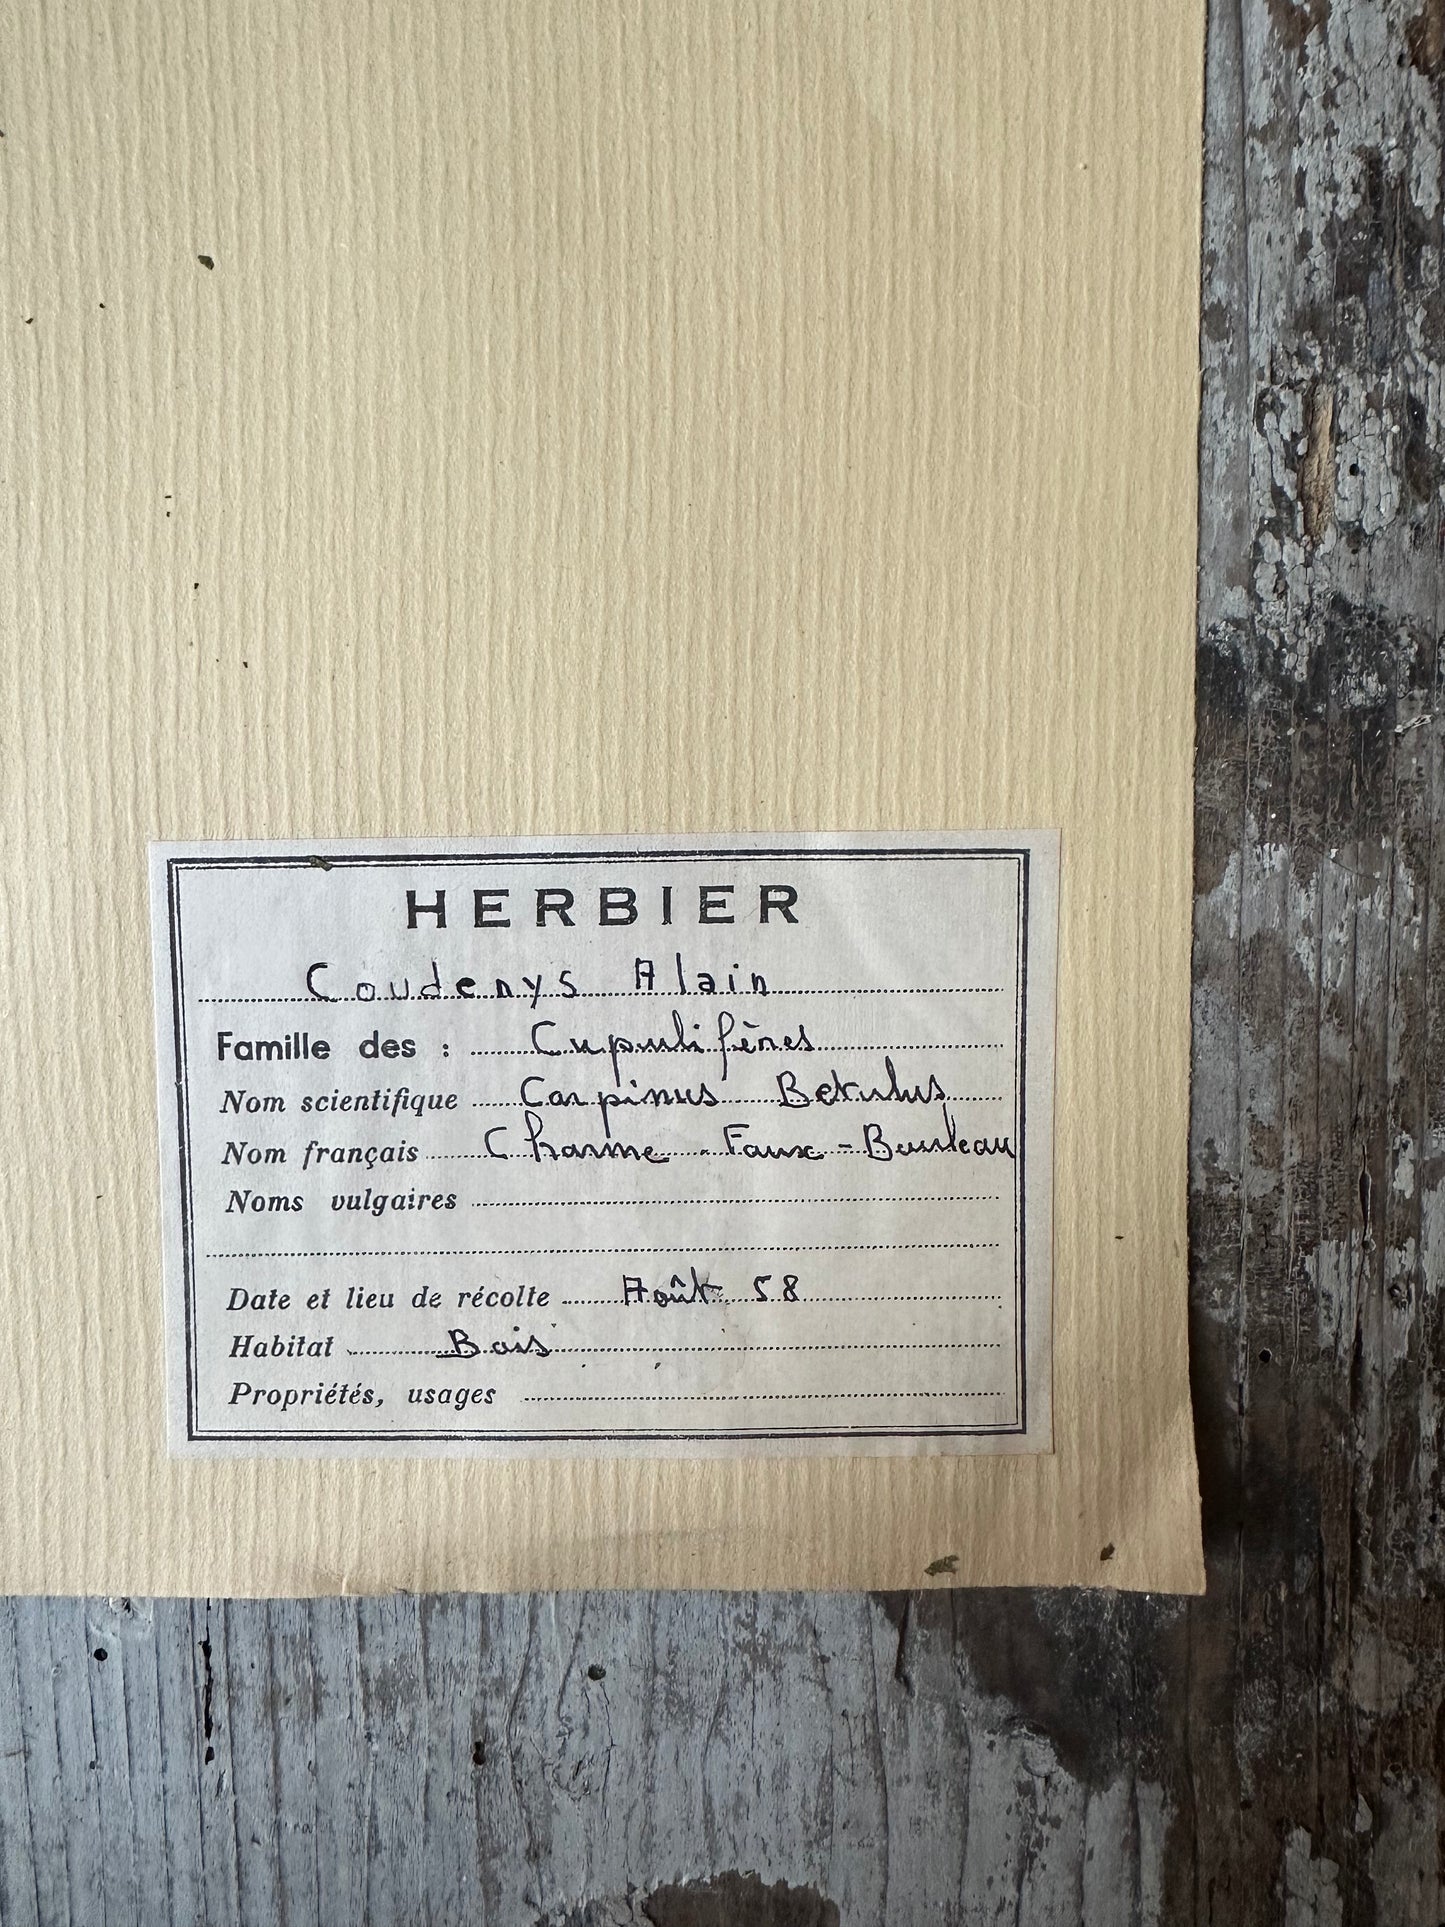 HERBIER
Coudenys Alain
Famille des : Cupulifères
Nom scientifique Carpinus Betulus
Nom français Charme - Faux - Bouleau
Noms vulgaires
Date et lieu de récolte Août 58
Habitat Bois
Propriétés, usages